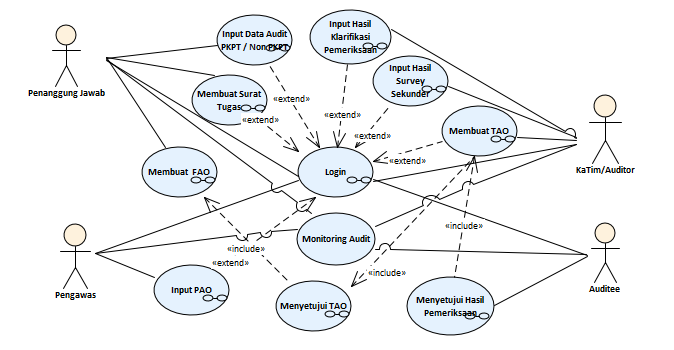 Input Data Audit
PKPT / Non PKPT
Input Hasil
Klarifikasi
Pemeriksaan
Penanggung Jawab
Input Hasil
Survey
Sekunder
Membuat Surat
Tugas
«extend»
«extend»
«extend»
«extend»
Membuat TAO
«extend»
KaTim/Auditor
Membuat FAO
Login
Monitoring Audit
«include»
«include»
«extend»
«include»
Pengawas
Auditee
Input PAO
Menyetujui TAO
Menyetujui Hasil
Pemeriksaan